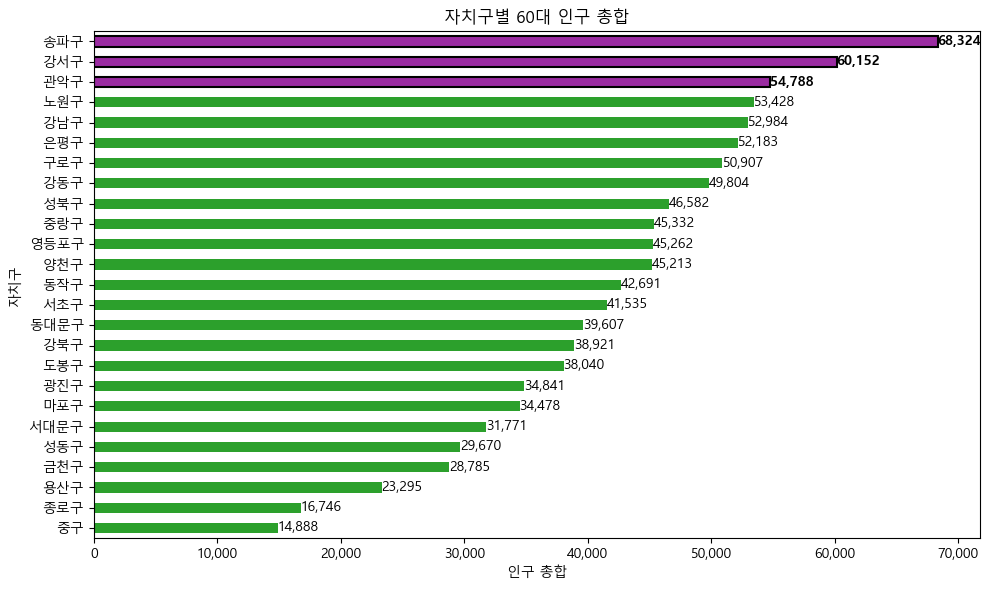 자치구별 60대 인구 총합
자치구
송파구 68,324
강서구 60,152
관악구 54,788
노원구 53,428
강남구 52,984
은평구 52,183
구로구 50,907
강동구 49,804
성북구 46,582
중랑구 45,332
영등포구 45,262
양천구 45,213
동작구 42,691
서초구 41,535
동대문구 39,607
강북구 38,921
도봉구 38,040
광진구 34,841
마포구 34,478
서대문구 31,771
성동구 29,670
금천구 28,785
용산구 23,295
종로구 16,746
중구 14,888
0 10,000 20,000 30,000 40,000 50,000 60,000 70,000
인구 총합